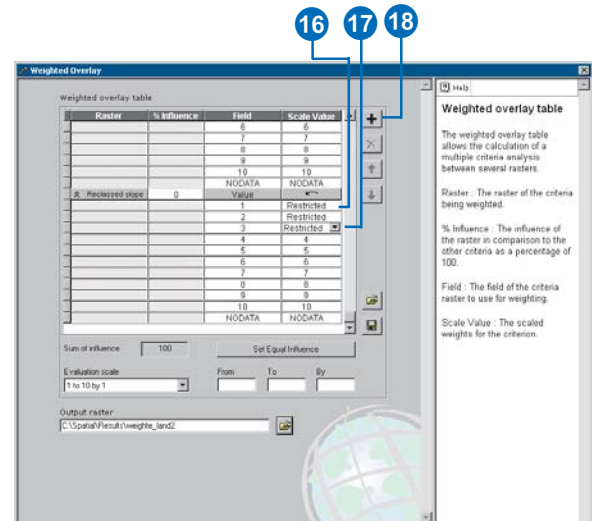 16 17 18
Weighted Overlay
Weighted overlay table
Raster % Influence Field Scale Value
6 6
7 7
8 8
9 9
10 10
NODATA NODATA
Reclassed slope 0 Value
1 Restricted
2 Restricted
3 Restricted
4 4
5 5
6 6
7 7
8 8
9 9
10 10
NODATA NODATA
Sum of influence 100 Set Equal Influence
Evaluation scale From To By
1 to 10 by 1
Output raster
C:\Spatial\Results\weighte_land2
Help
Weighted overlay table
The weighted overlay table
allows the calculation of a
multiple criteria analysis
between several rasters.
Raster : The raster of the criteria
being weighted.
% Influence : The influence of
the raster in comparison to the
other criteria as a percentage of
100.
Field : The field of the criteria
raster to use for weighting.
Scale Value : The scaled
weights for the criterion.